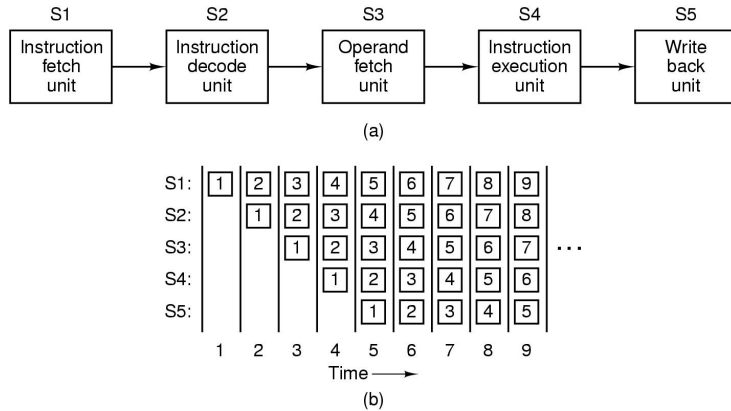 S1 S2 S3 S4 S5
Instruction fetch unit
Instruction decode unit
Operand fetch unit
Instruction execution unit
Write back unit
(a)
S1: 1 2 3 4 5 6 7 8 9
S2: 1 2 3 4 5 6 7 8
S3: 1 2 3 4 5 6 7 ...
S4: 1 2 3 4 5 6
S5: 1 2 3 4 5
1 2 3 4 5 6 7 8 9
Time
(b)